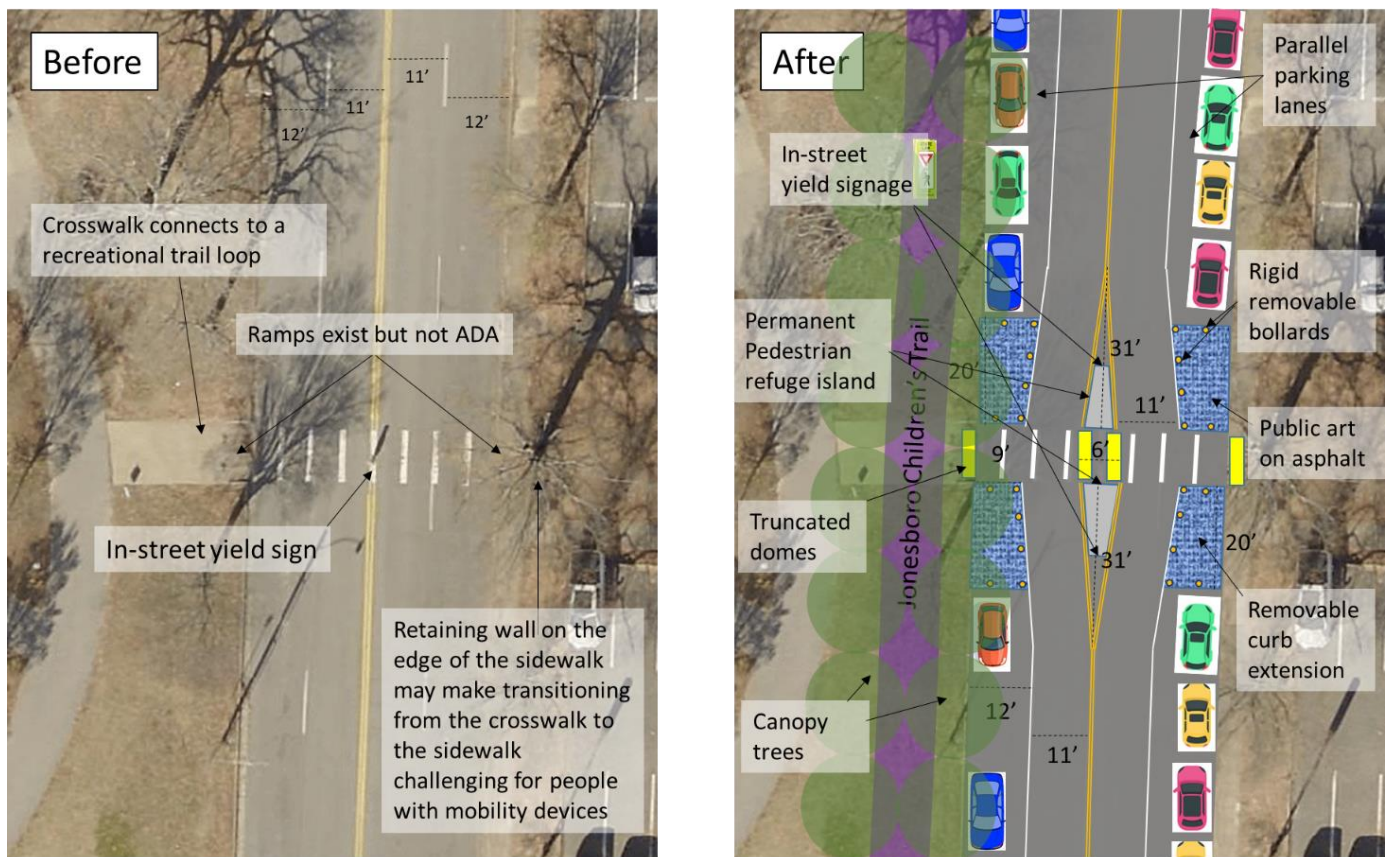 Before
11’
11’
12’
12’
Crosswalk connects to a
recreational trail loop
Ramps exist but not ADA
In-street yield sign
Retaining wall on the
edge of the sidewalk
may make transitioning
from the crosswalk to
the sidewalk
challenging for people
with mobility devices
After
Parallel
parking
lanes
In-street
yield signage
Rigid
removable
bollards
Permanent
Pedestrian
refuge island
Jonesboro Children’s Trail
20’
31’
11’
Public art
on asphalt
9’
6’
Truncated
domes
31’
20’
Removable
curb
extension
Canopy
trees
12’
11’